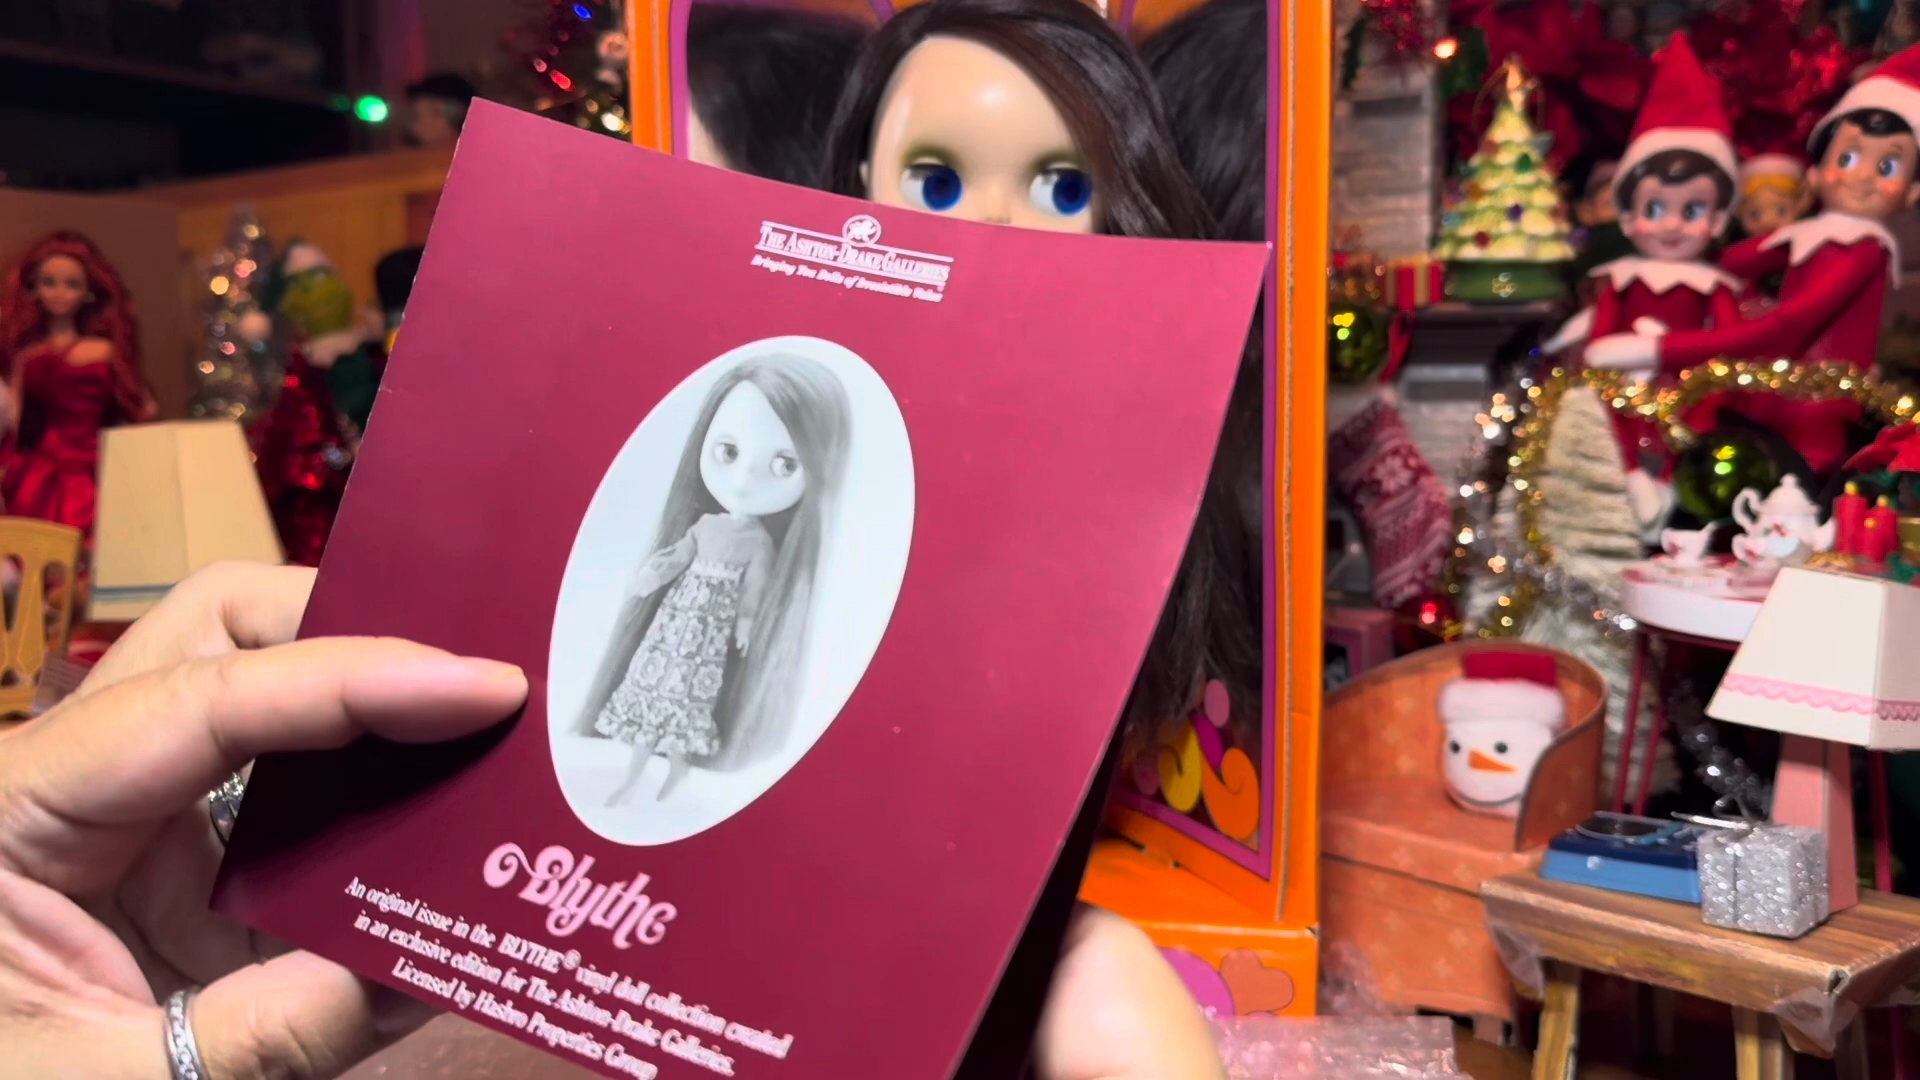 THE ASHTON-DRAKE GALLERIES
Bringing You Dolls of Irresistible Value
Blythe
An original issue in the BLYTHE® vinyl doll collection created
in an exclusive edition for The Ashton-Drake Galleries.
Licensed by Hasbro Properties Group